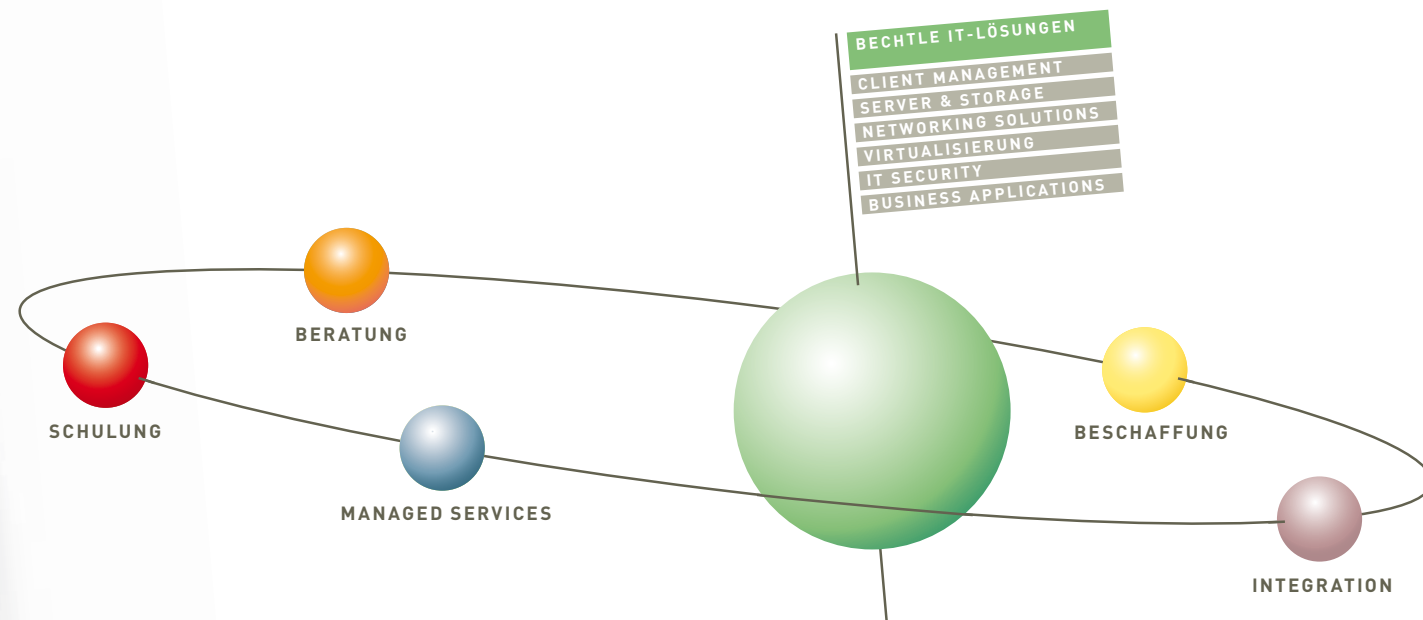 BECHTLE IT-LÖSUNGEN
CLIENT MANAGEMENT
SERVER & STORAGE
NETWORKING SOLUTIONS
VIRTUALISIERUNG
IT SECURITY
BUSINESS APPLICATIONS
BERATUNG
SCHULUNG
BESCHAFFUNG
MANAGED SERVICES
INTEGRATION